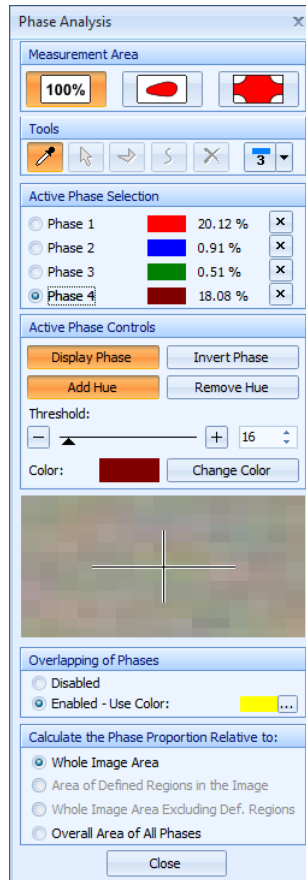 Phase Analysis
Measurement Area
100%
Tools
3
Active Phase Selection
Phase 1 20.12 %
Phase 2 0.91 %
Phase 3 0.51 %
Phase 4 18.08 %
Active Phase Controls
Display Phase Invert Phase
Add Hue Remove Hue
Threshold:
16
Color: Change Color
Overlapping of Phases
Disabled
Enabled - Use Color: ...
Calculate the Phase Proportion Relative to:
Whole Image Area
Area of Defined Regions in the Image
Whole Image Area Excluding Def. Regions
Overall Area of All Phases
Close